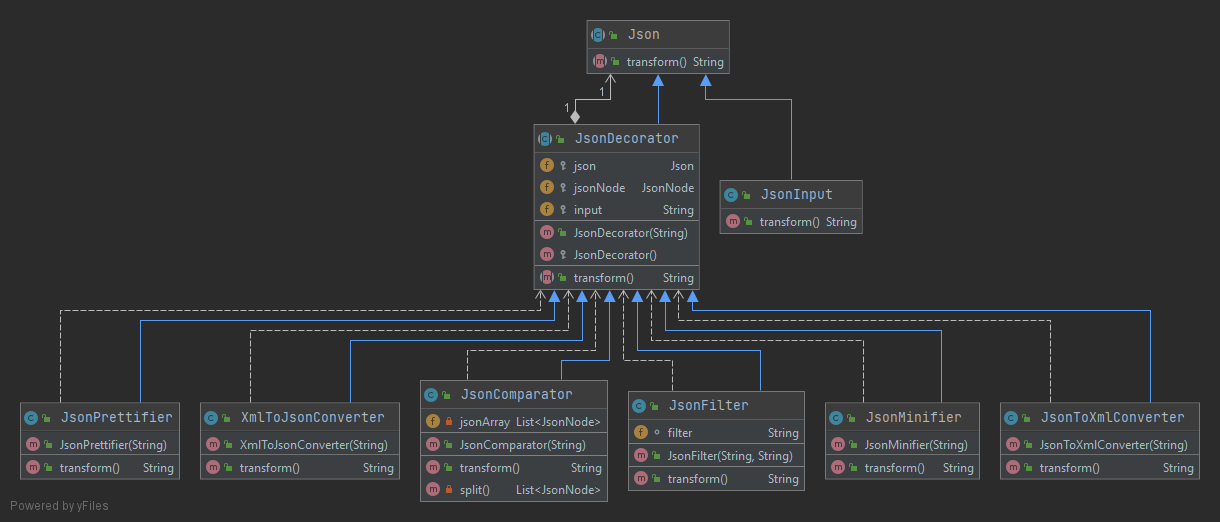 Json
transform() String
1
1
JsonDecorator
json Json
jsonNode JsonNode
input String
JsonDecorator(String)
JsonDecorator()
transform() String
JsonInput
transform() String
JsonPrettifier
JsonPrettifier(String)
transform() String
XmlToJsonConverter
XmlToJsonConverter(String)
transform() String
JsonComparator
jsonArray List<JsonNode>
JsonComparator(String)
transform() String
split() List<JsonNode>
JsonFilter
filter String
JsonFilter(String, String)
transform() String
JsonMinifier
JsonMinifier(String)
transform() String
JsonToXmlConverter
JsonToXmlConverter(String)
transform() String
Powered by yFiles